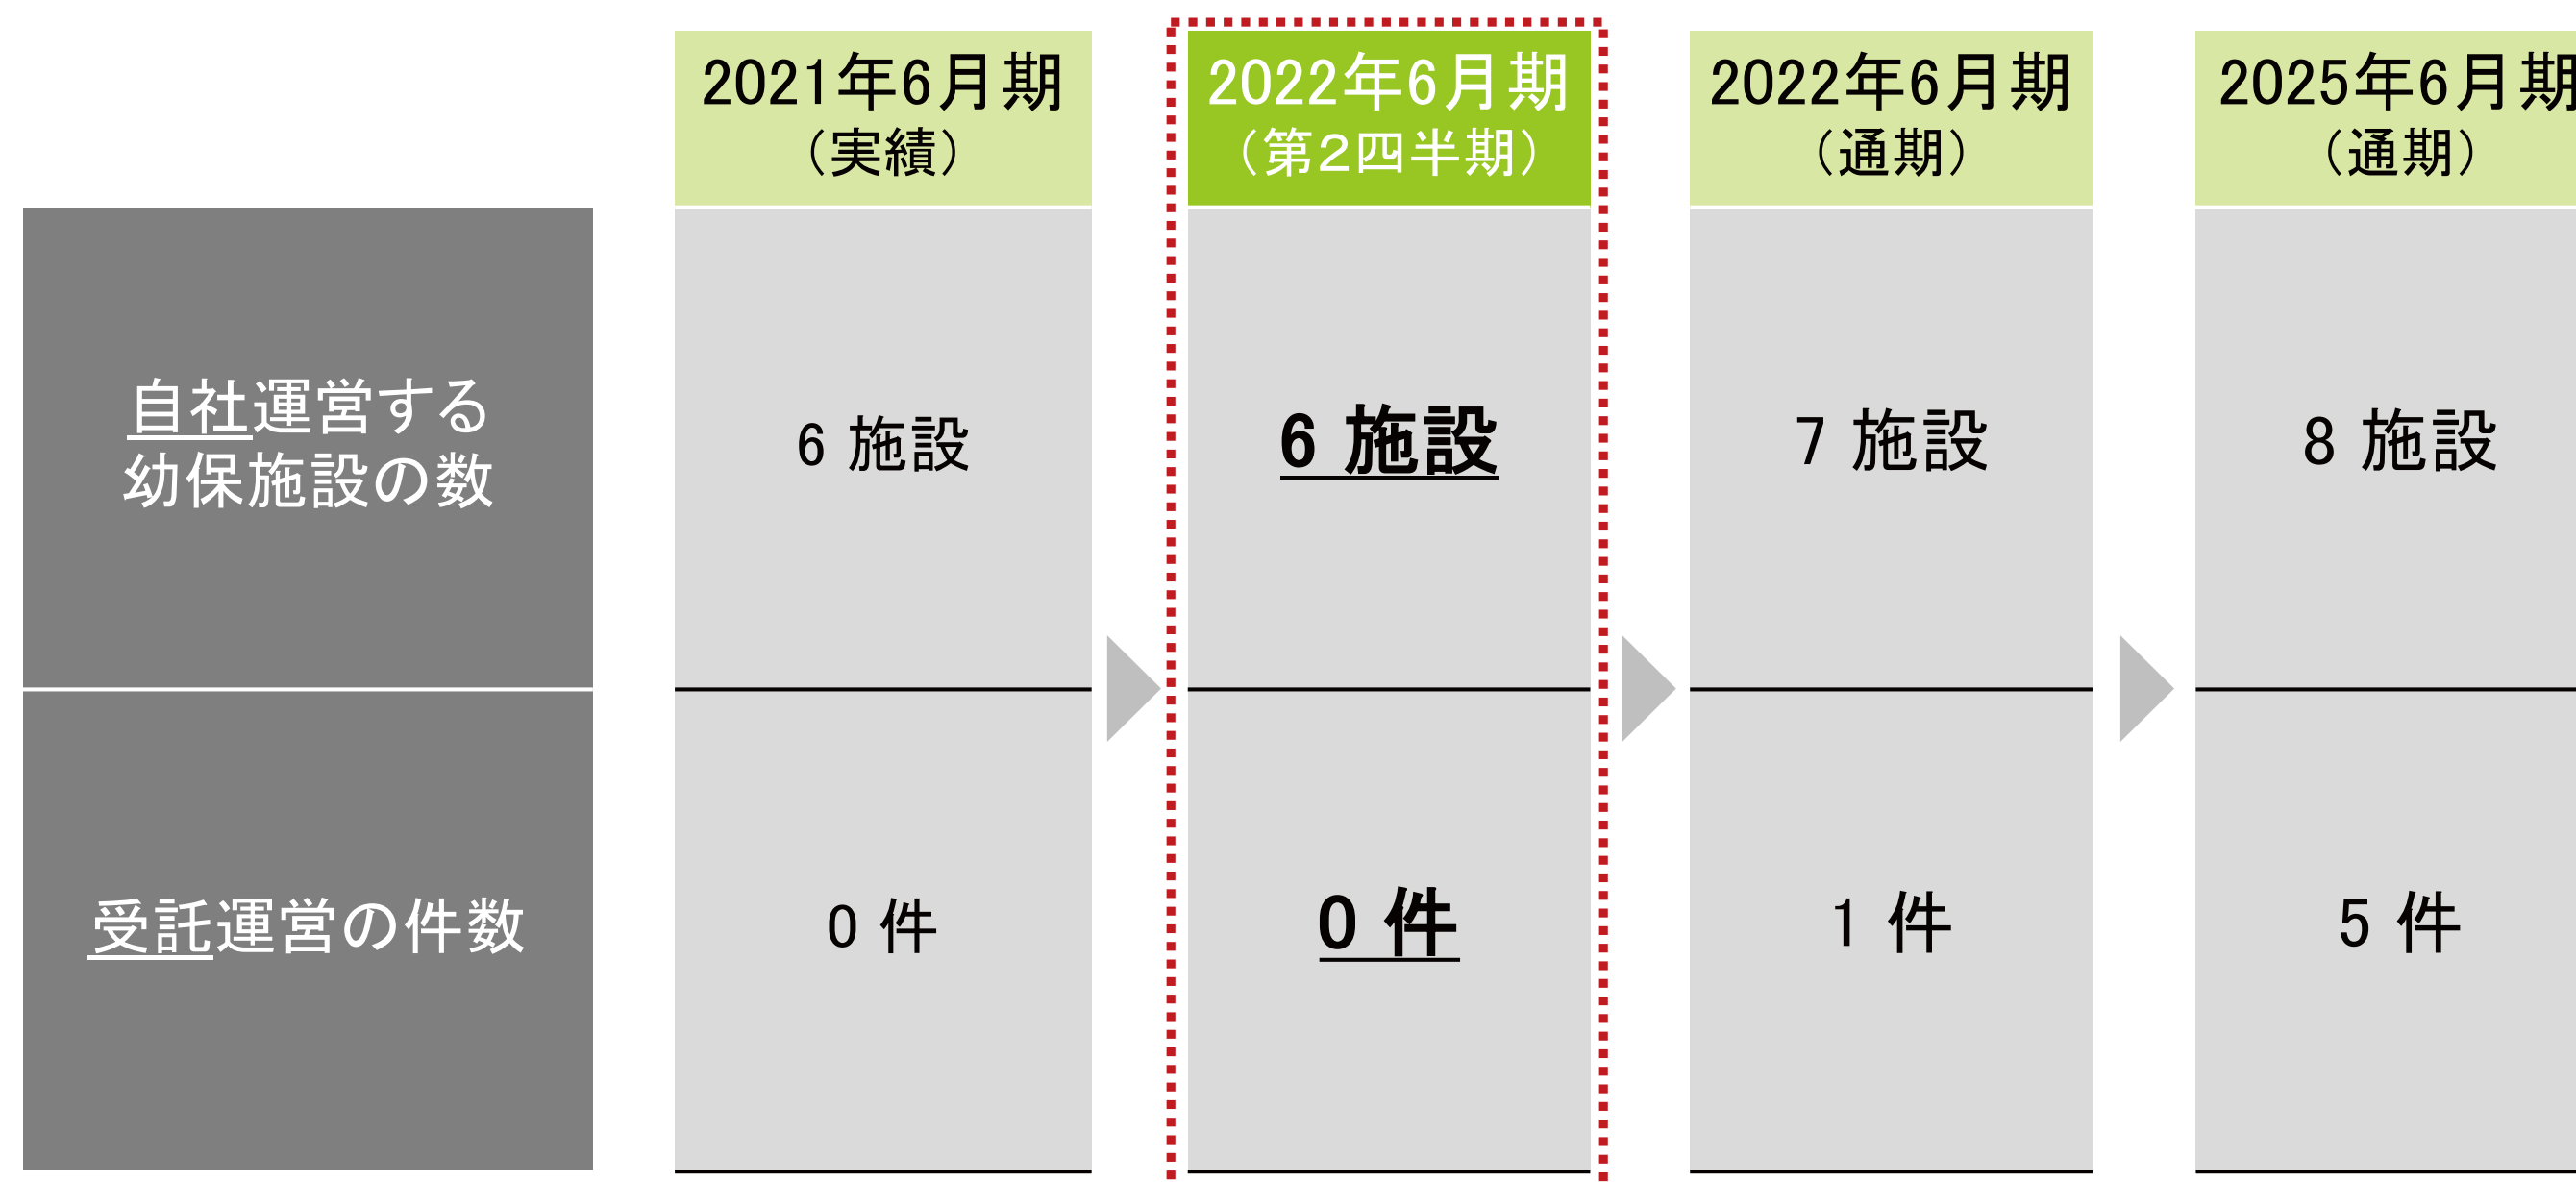 2021年6月期
（実績）
2022年6月期
（第2四半期）
2022年6月期
（通期）
2025年6月期
（通期）
自社運営する
幼保施設の数
6 施設
6 施設
7 施設
8 施設
受託運営の件数
0 件
0 件
1 件
5 件